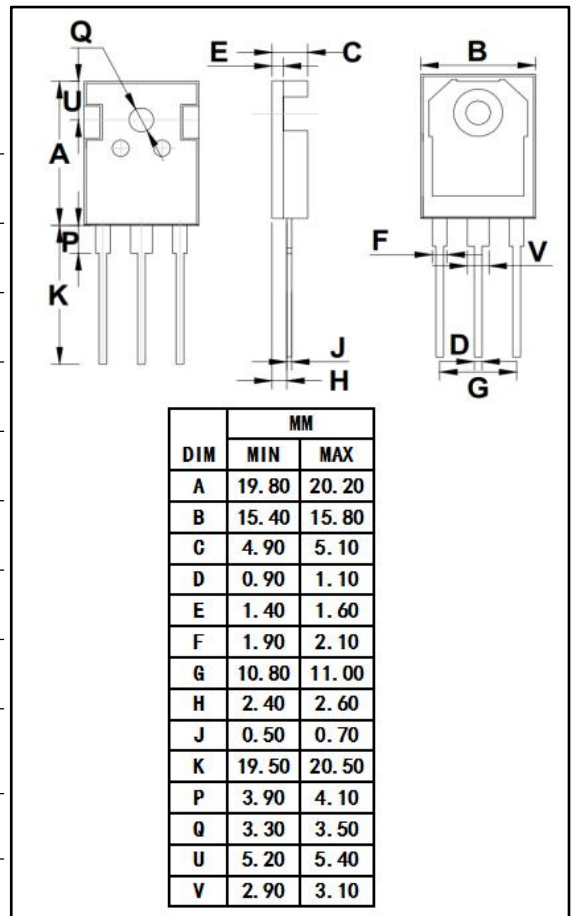 Q
E
C
B
U
A
P
K
F
V
J
H
D
G
MM
DIM MIN MAX
A 19.80 20.20
B 15.40 15.80
C 4.90 5.10
D 0.90 1.10
E 1.40 1.60
F 1.90 2.10
G 10.80 11.00
H 2.40 2.60
J 0.50 0.70
K 19.50 20.50
P 3.90 4.10
Q 3.30 3.50
U 5.20 5.40
V 2.90 3.10